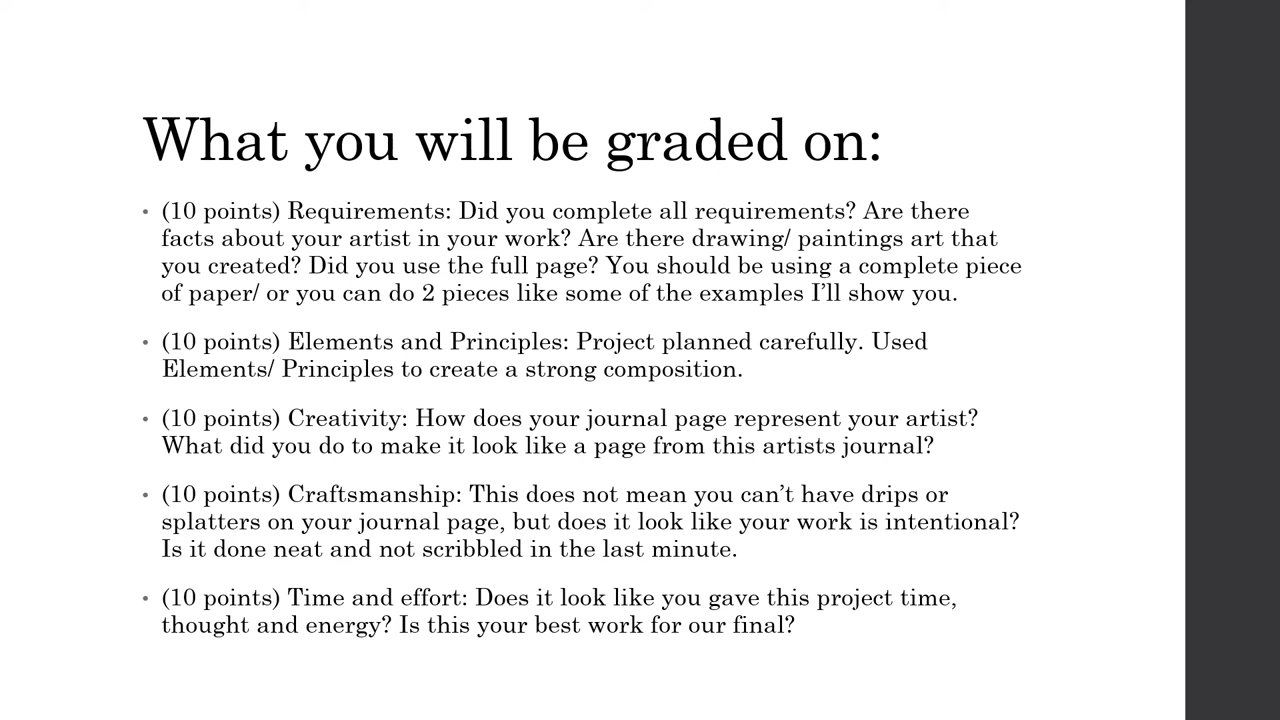 What you will be graded on:
• (10 points) Requirements: Did you complete all requirements? Are there
facts about your artist in your work? Are there drawing/ paintings art that
you created? Did you use the full page? You should be using a complete piece
of paper/ or you can do 2 pieces like some of the examples I’ll show you.
• (10 points) Elements and Principles: Project planned carefully. Used
Elements/ Principles to create a strong composition.
• (10 points) Creativity: How does your journal page represent your artist?
What did you do to make it look like a page from this artists journal?
• (10 points) Craftsmanship: This does not mean you can’t have drips or
splatters on your journal page, but does it look like your work is intentional?
Is it done neat and not scribbled in the last minute.
• (10 points) Time and effort: Does it look like you gave this project time,
thought and energy? Is this your best work for our final?